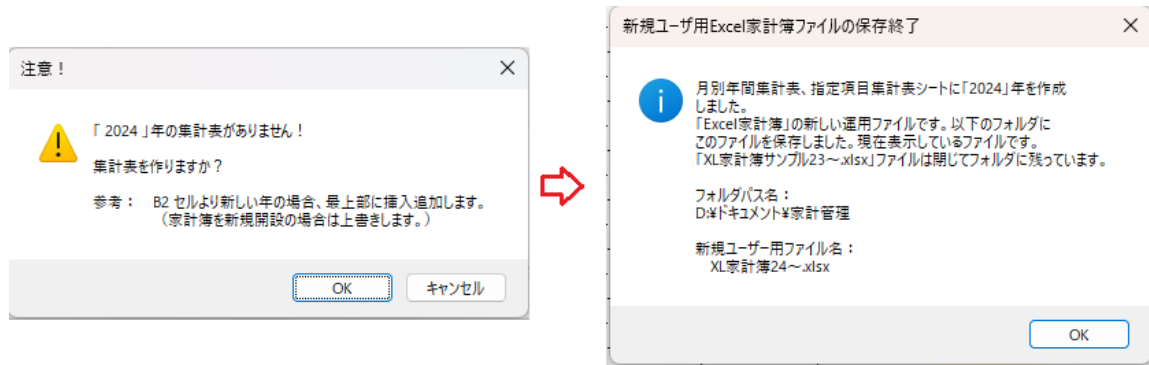 注意！
「 2024 」年の集計表がありません！
集計表を作りますか？
参考： B2 セルより新しい年の場合、最上部に挿入追加します。
（家計簿を新規開設の場合は上書きします。）
OK
キャンセル
新規ユーザ用Excel家計簿ファイルの保存終了
月別年間集計表、指定項目集計表シートに「2024」年を作成
しました。
「Excel家計簿」の新しい運用ファイルです。以下のフォルダに
このファイルを保存しました。現在表示しているファイルです。
「XL家計簿サンプル23～.xlsx」ファイルは閉じてフォルダに残っています。
フォルダパス名：
D:¥ドキュメント¥家計管理
新規ユーザー用ファイル名：
XL家計簿24～.xlsx
OK